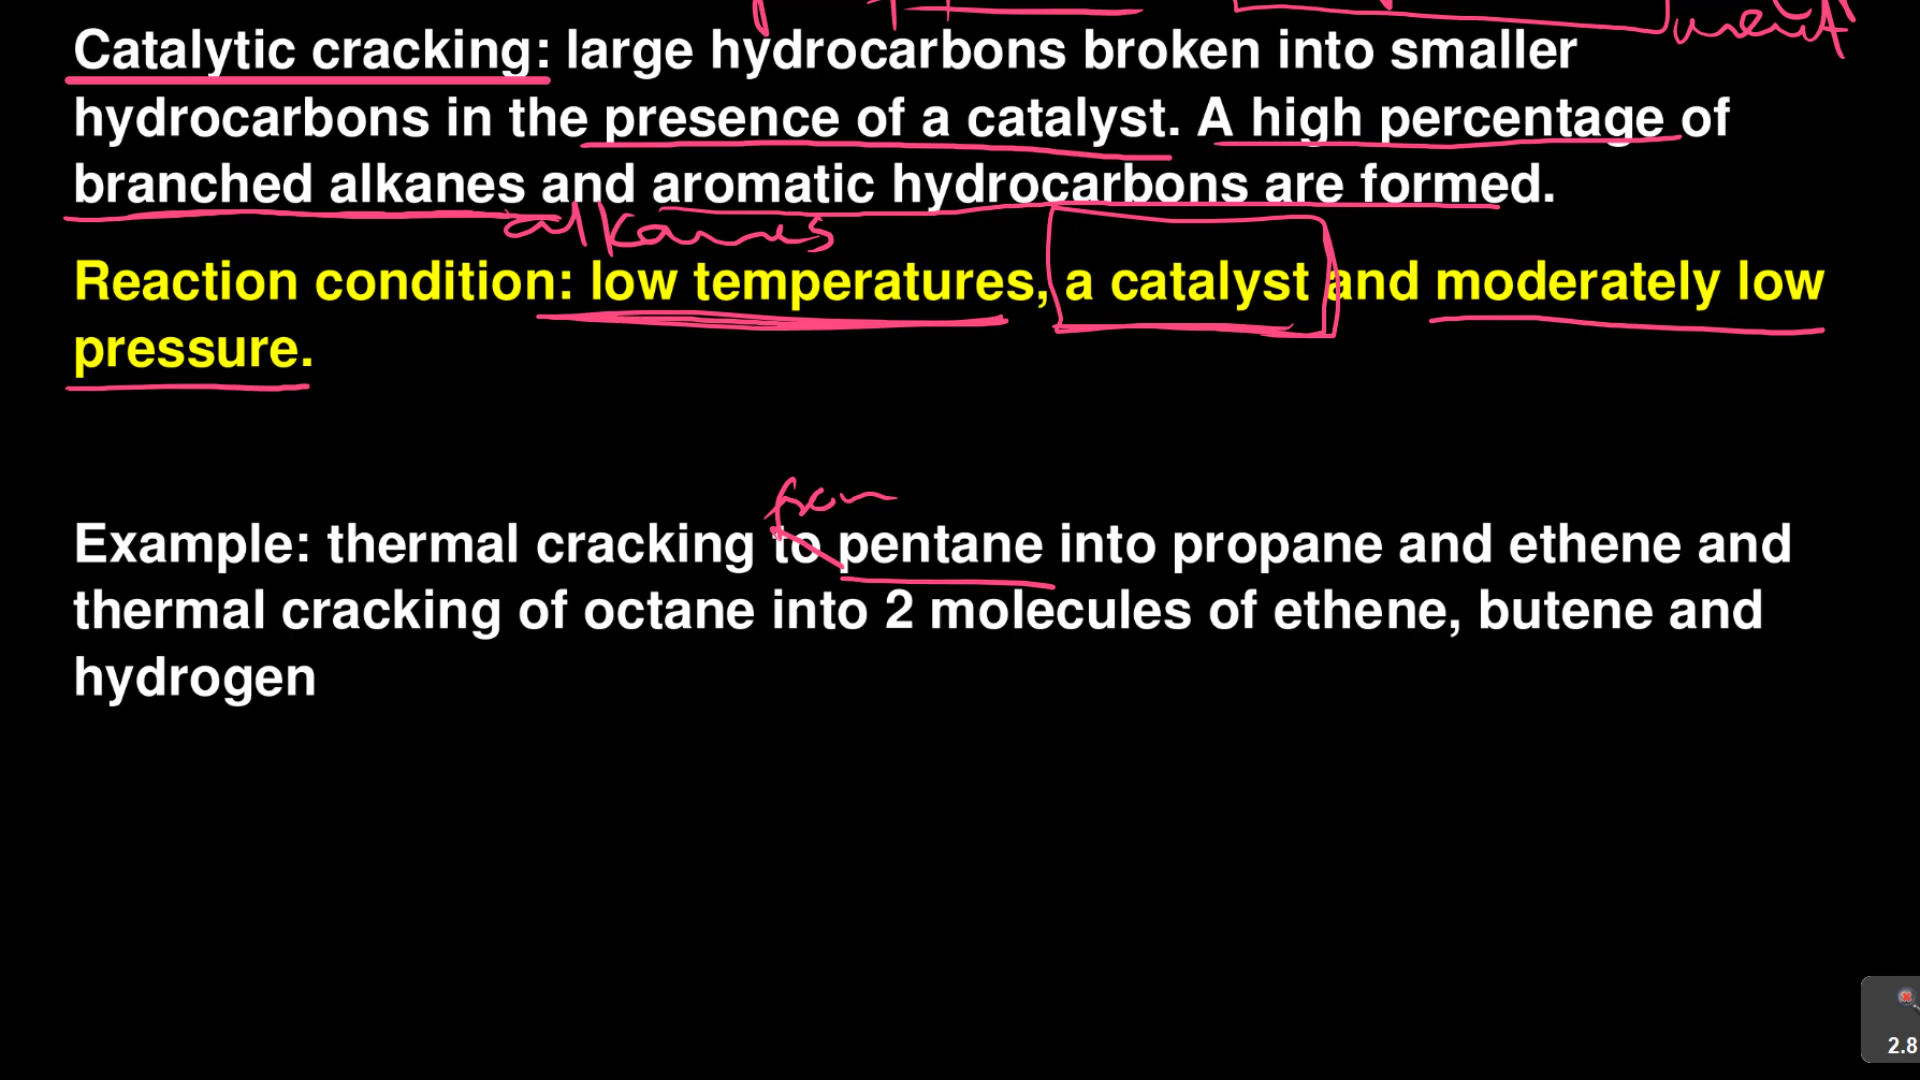 Catalytic cracking: large hydrocarbons broken into smaller
hydrocarbons in the presence of a catalyst. A high percentage of
branched alkanes and aromatic hydrocarbons are formed.
alkanes
Reaction condition: low temperatures, a catalyst and moderately low
pressure.
from
Example: thermal cracking to pentane into propane and ethene and
thermal cracking of octane into 2 molecules of ethene, butene and
hydrogen
2.8